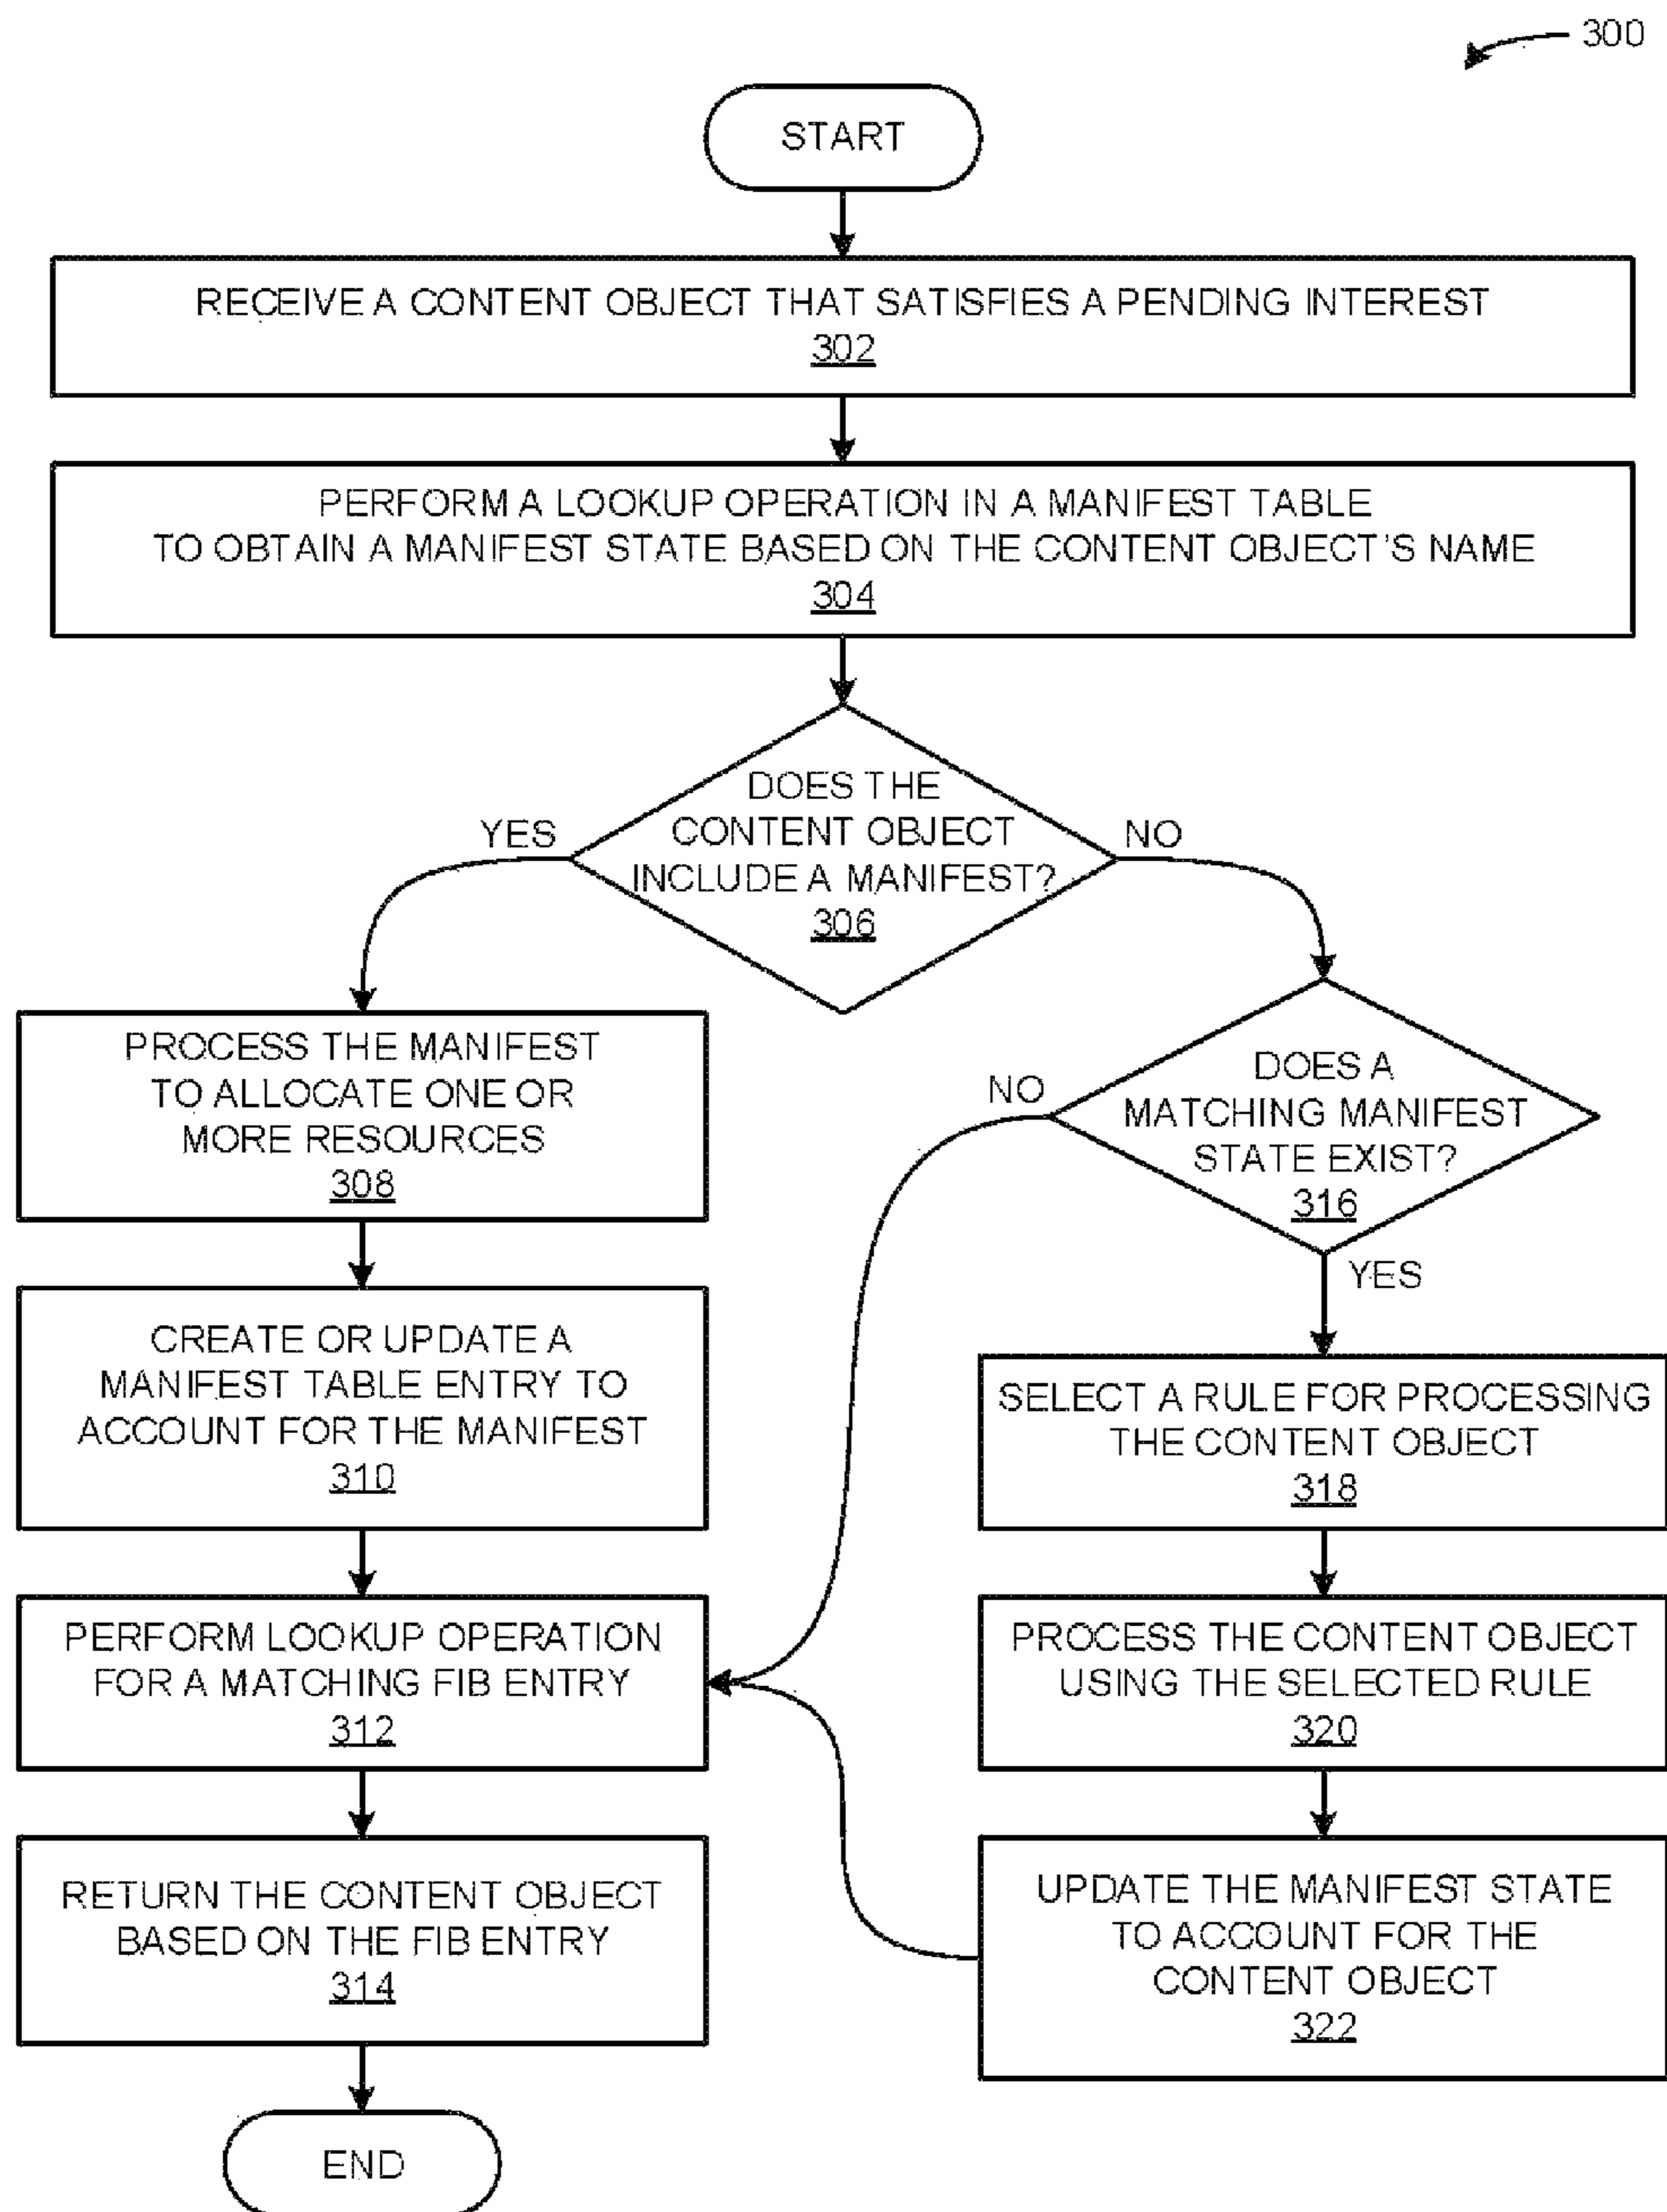 300
START
RECEIVE A CONTENT OBJECT THAT SATISFIES A PENDING INTEREST
302
PERFORM A LOOKUP OPERATION IN A MANIFEST TABLE
TO OBTAIN A MANIFEST STATE BASED ON THE CONTENT OBJECT'S NAME
304
DOES THE
CONTENT OBJECT
INCLUDE A MANIFEST?
306
YES
NO
PROCESS THE MANIFEST
TO ALLOCATE ONE OR
MORE RESOURCES
308
CREATE OR UPDATE A
MANIFEST TABLE ENTRY TO
ACCOUNT FOR THE MANIFEST
310
PERFORM LOOKUP OPERATION
FOR A MATCHING FIB ENTRY
312
RETURN THE CONTENT OBJECT
BASED ON THE FIB ENTRY
314
END
DOES A
MATCHING MANIFEST
STATE EXIST?
316
NO
YES
SELECT A RULE FOR PROCESSING
THE CONTENT OBJECT
318
PROCESS THE CONTENT OBJECT
USING THE SELECTED RULE
320
UPDATE THE MANIFEST STATE
TO ACCOUNT FOR THE
CONTENT OBJECT
322